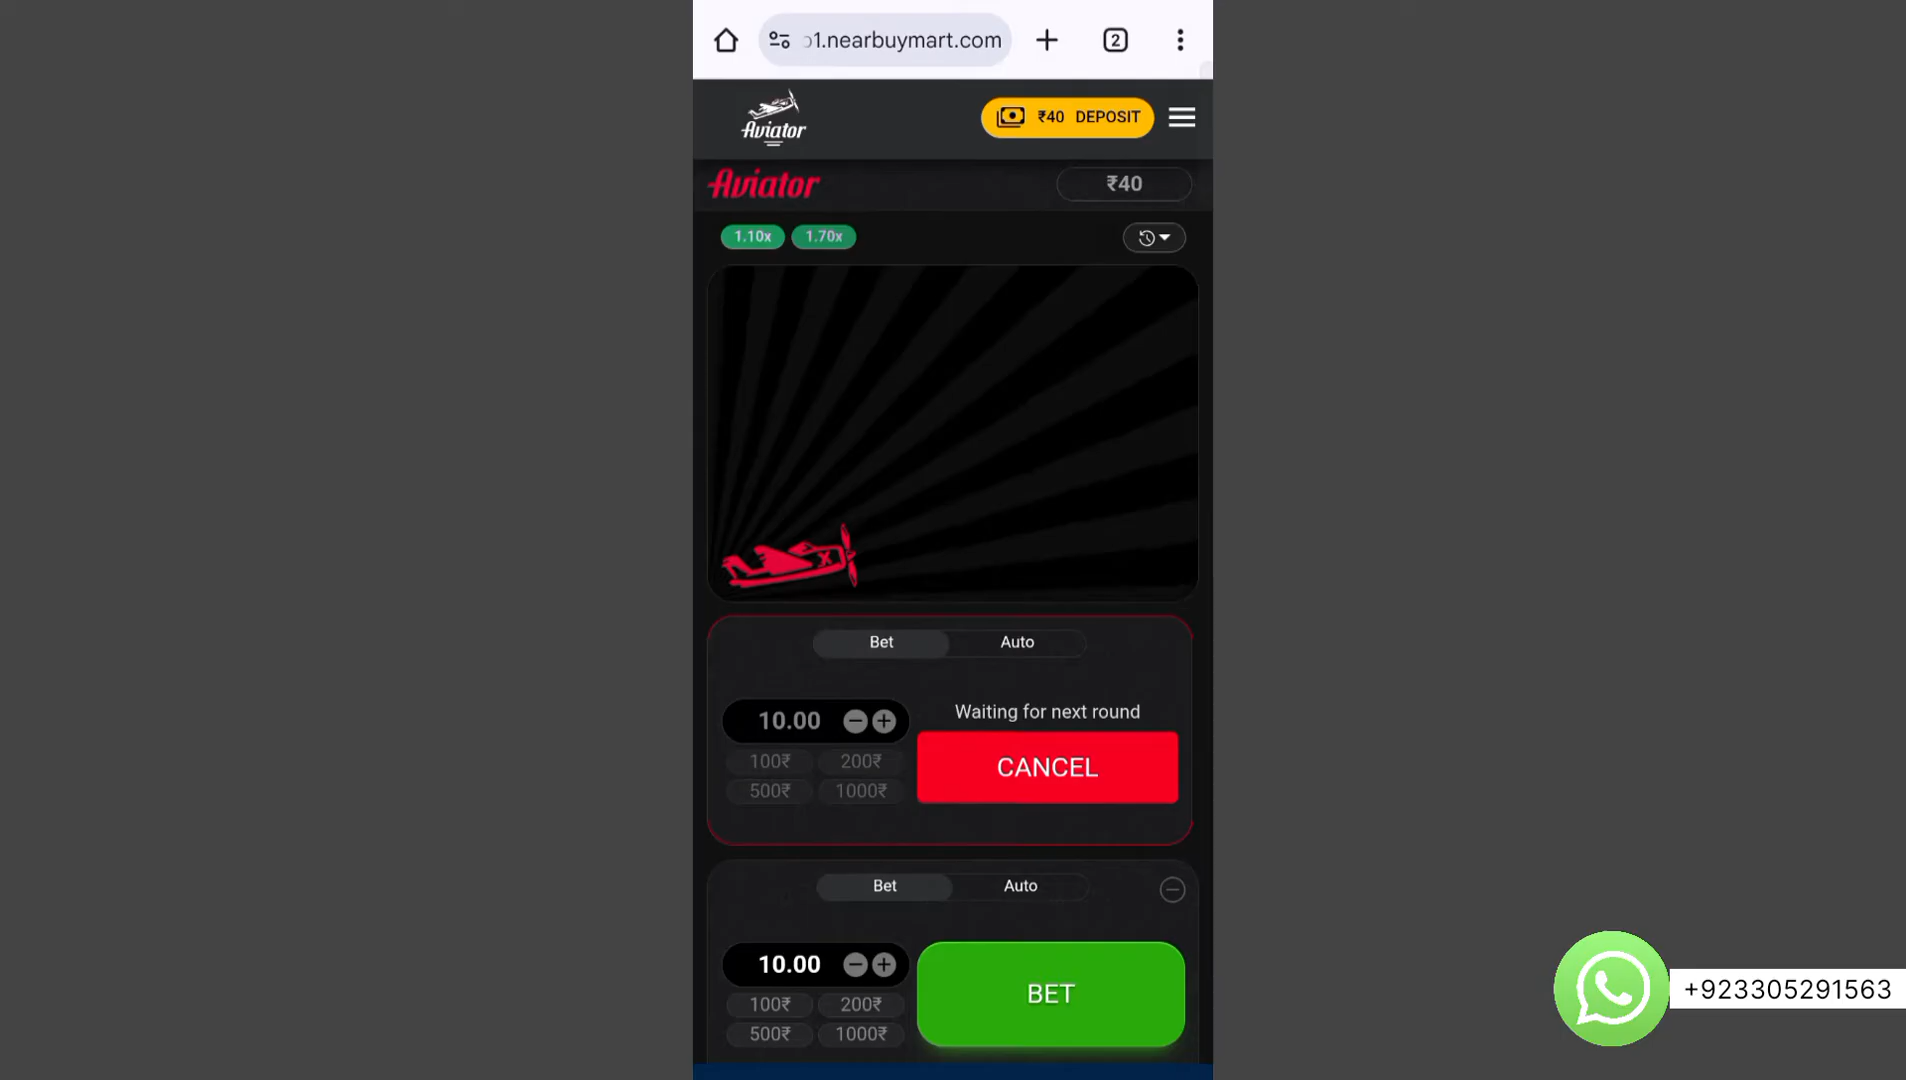 1.nearbuymart.com
2
Aviator
₹40 DEPOSIT
Aviator
₹40
1.10x
1.70x
Bet
Auto
10.00
Waiting for next round
100₹
200₹
CANCEL
500₹
1000₹
Bet
Auto
10.00
BET
100₹
200₹
500₹
1000₹
+923305291563